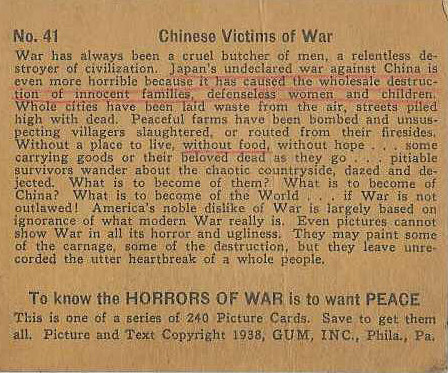 No. 41 Chinese Victims of War
War has always been a cruel butcher of men, a relentless de-
stroyer of civilization. Japan's undeclared war against China is
even more horrible because it has caused the wholesale destruc-
tion of innocent families, defenseless women and children.
Whole cities have been laid waste from the air, streets piled
high with dead. Peaceful farms have been bombed and unsus-
pecting villagers slaughtered, or routed from their firesides.
Without a place to live, without food, without hope . . . some
carrying goods or their beloved dead as they go . . . pitiable
survivors wander about the chaotic countryside, dazed and de-
jected. What is to become of them? What is to become of
China? What is to become of the World . . . if War is not
outlawed! America's noble dislike of War is largely based on
ignorance of what modern War really is. Even pictures cannot
show War in all its horror and ugliness. They may paint some
of the carnage, some of the destruction, but they leave unre-
corded the utter heartbreak of a whole people.
To know the HORRORS OF WAR is to want PEACE
This is one of a series of 240 Picture Cards. Save to get them
all. Picture and Text Copyright 1938, GUM, INC., Phila., Pa.